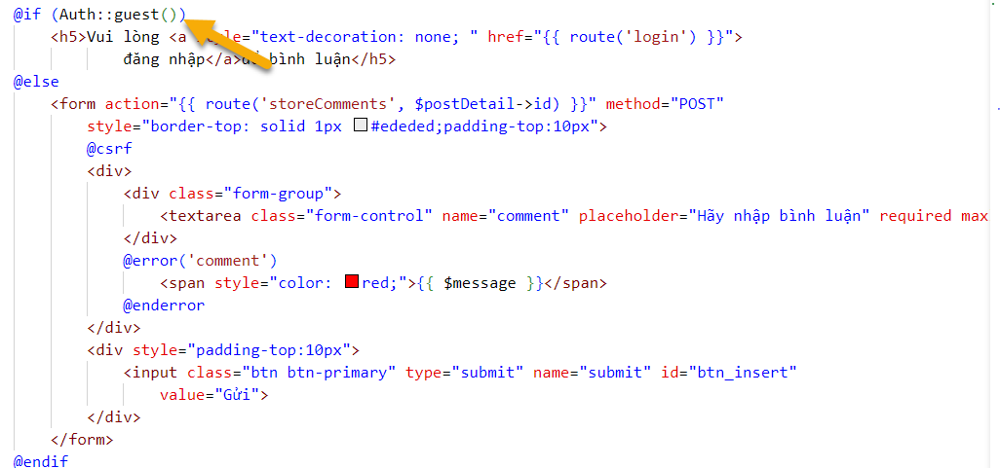 @if (Auth::guest())
<h5>Vui lòng <a style="text-decoration: none; " href="{{ route('login') }}">
đăng nhập</a>để bình luận</h5>
@else
<form action="{{ route('storeComments', $postDetail->id) }}" method="POST"
style="border-top: solid 1px #ededed;padding-top:10px">
@csrf
<div>
<div class="form-group">
<textarea class="form-control" name="comment" placeholder="Hãy nhập bình luận" required max
</div>
@error('comment')
<span style="color: red;">{{ $message }}</span>
@enderror
</div>
<div style="padding-top:10px">
<input class="btn btn-primary" type="submit" name="submit" id="btn_insert"
value="Gửi">
</div>
</form>
@endif